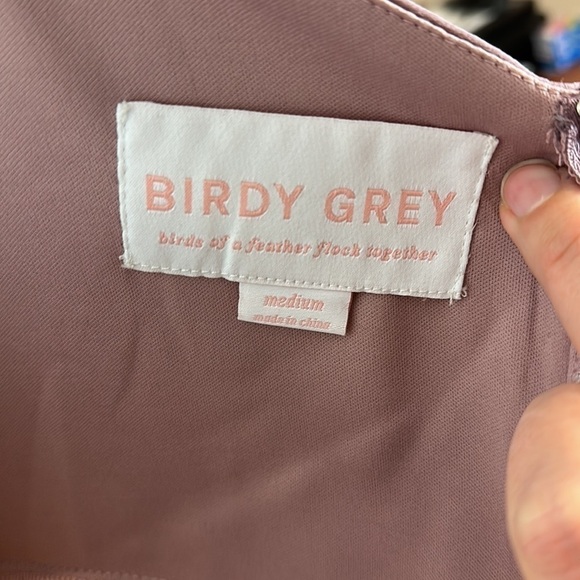 BIRDY GREY
birds of a feather flock together
medium
made in china